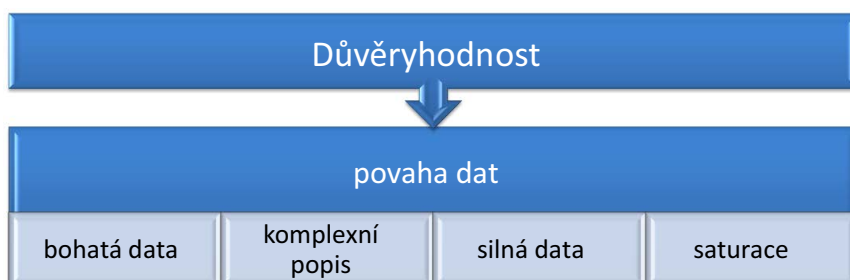 Důvěryhodnost
povaha dat
bohatá data
komplexní
popis
silná data
saturace